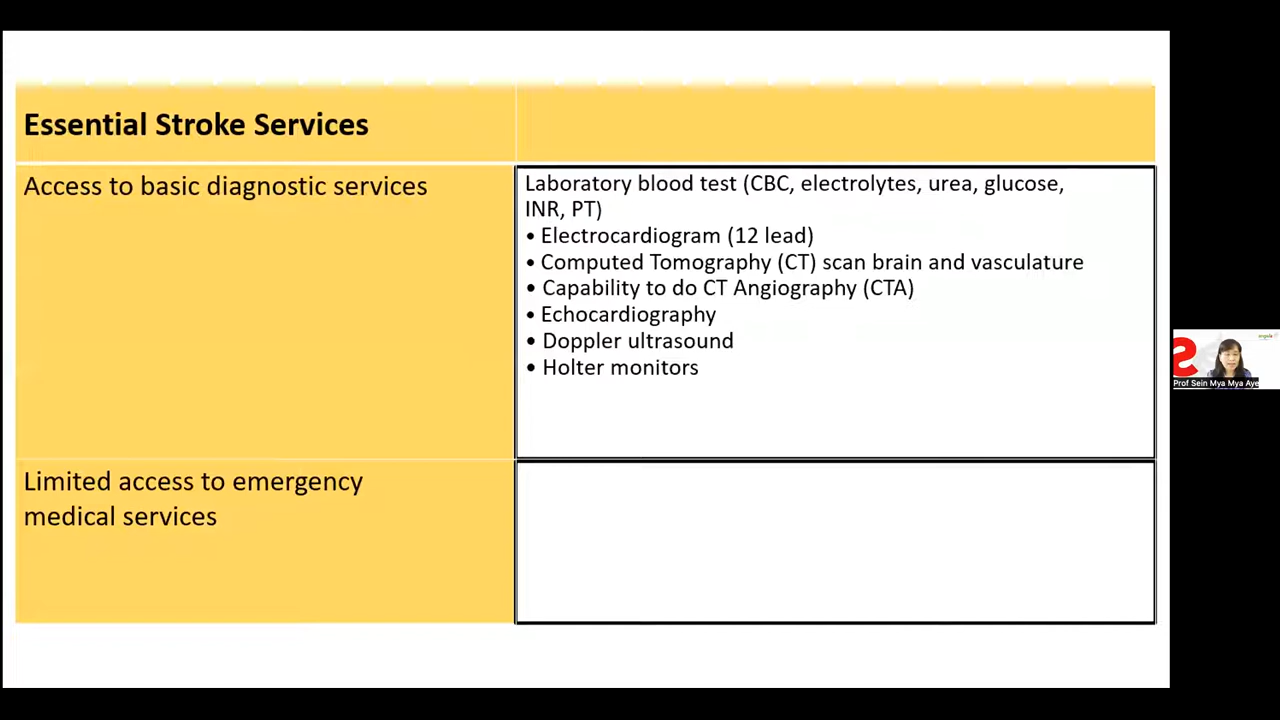 Essential Stroke Services
Access to basic diagnostic services
Laboratory blood test (CBC, electrolytes, urea, glucose,
INR, PT)
• Electrocardiogram (12 lead)
• Computed Tomography (CT) scan brain and vasculature
• Capability to do CT Angiography (CTA)
• Echocardiography
• Doppler ultrasound
• Holter monitors
Limited access to emergency
medical services
Prof Sein Mya Mya Aye